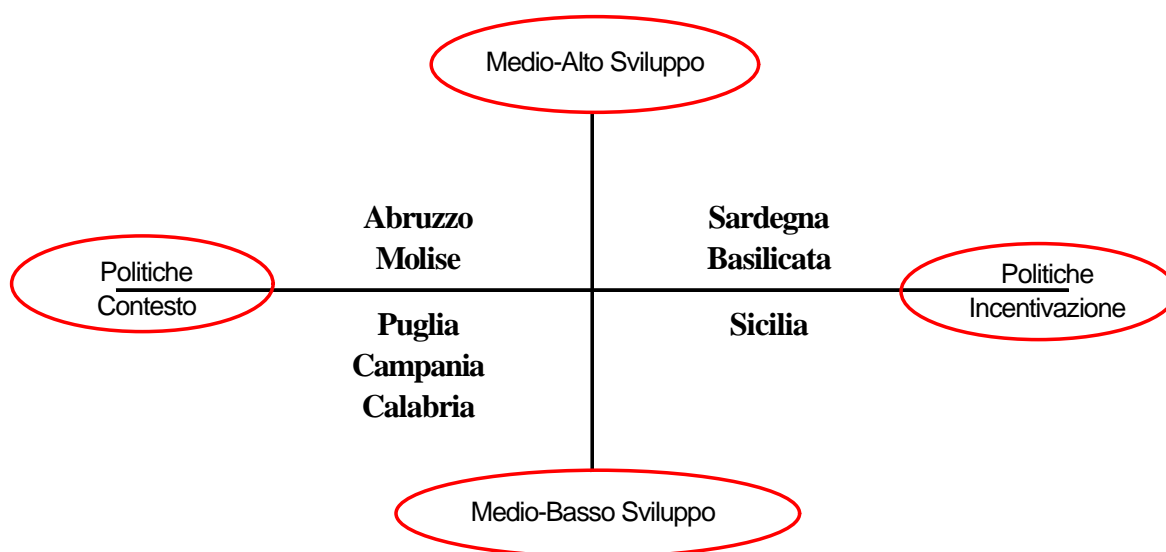 Medio-Alto Sviluppo
Abruzzo
Molise
Sardegna
Basilicata
Politiche
Contesto
Politiche
Incentivazione
Puglia
Campania
Calabria
Sicilia
Medio-Basso Sviluppo